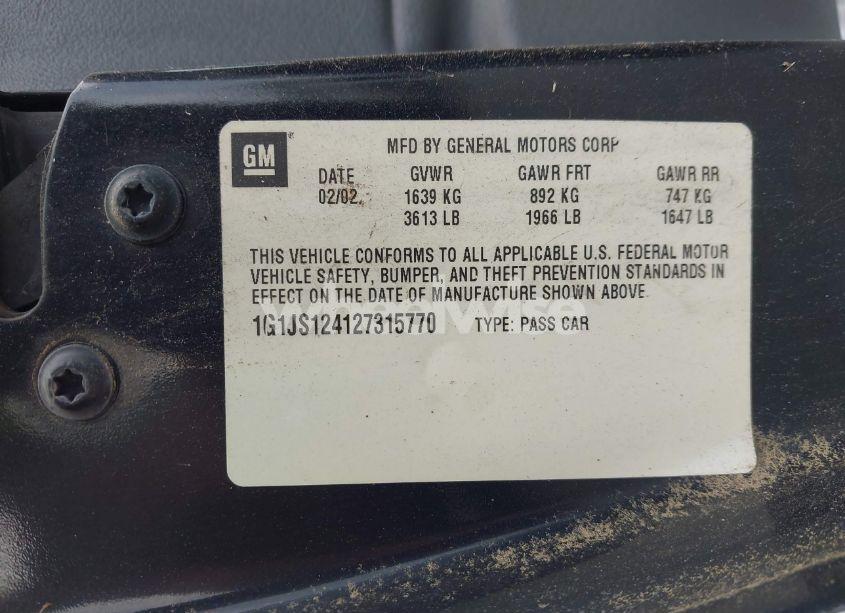 GM
MFD BY GENERAL MOTORS CORP
DATE GVWR GAWR FRT GAWR RR
02/02 1639 KG 892 KG 747 KG
3613 LB 1966 LB 1647 LB
THIS VEHICLE CONFORMS TO ALL APPLICABLE U.S. FEDERAL MOTOR
VEHICLE SAFETY, BUMPER, AND THEFT PREVENTION STANDARDS IN
EFFECT ON THE DATE OF MANUFACTURE SHOWN ABOVE.
1G1JS124127315770 TYPE: PASS CAR